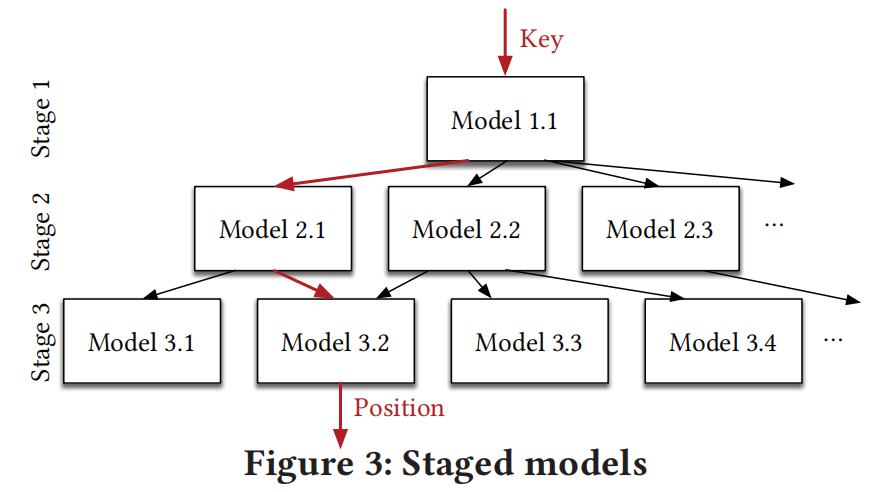 Key
Stage 1
Model 1.1
Stage 2
Model 2.1
Model 2.2
Model 2.3
...
Stage 3
Model 3.1
Model 3.2
Model 3.3
Model 3.4
...
Position
Figure 3: Staged models